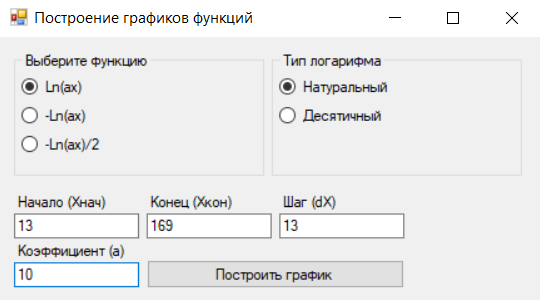 Построение графиков функций
Выберите функцию
Ln(ax)
-Ln(ax)
-Ln(ax)/2
Тип логарифма
Натуральный
Десятичный
Начало (Xнач) Конец (Xкон) Шаг (dX)
13 169 13
Коэффициент (a)
10 Построить график